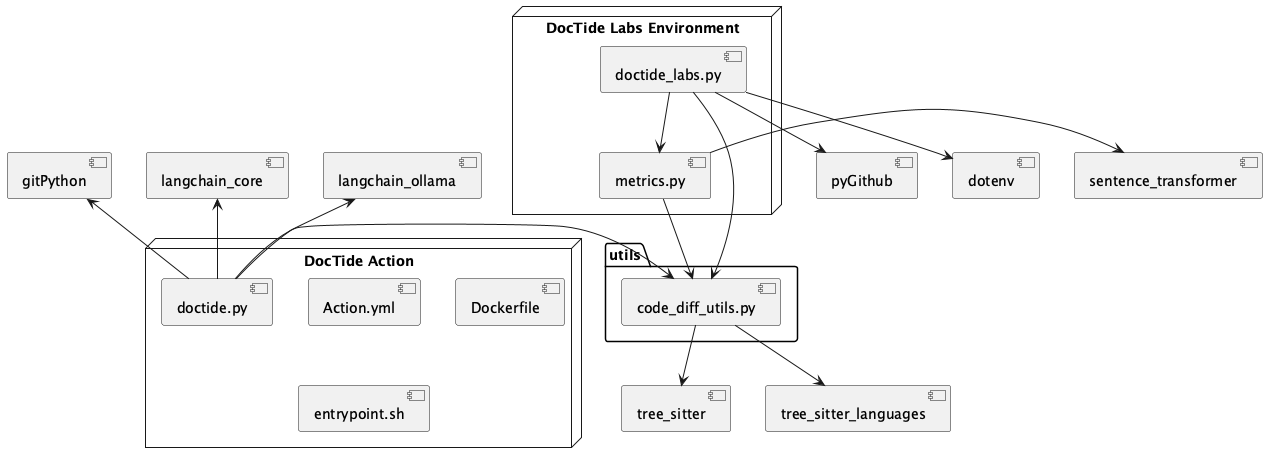 DocTide Labs Environment
doctide_labs.py
gitPython
langchain_core
langchain_ollama
metrics.py
pyGithub
dotenv
sentence_transformer
DocTide Action
utils
doctide.py
Action.yml
Dockerfile
code_diff_utils.py
entrypoint.sh
tree_sitter
tree_sitter_languages